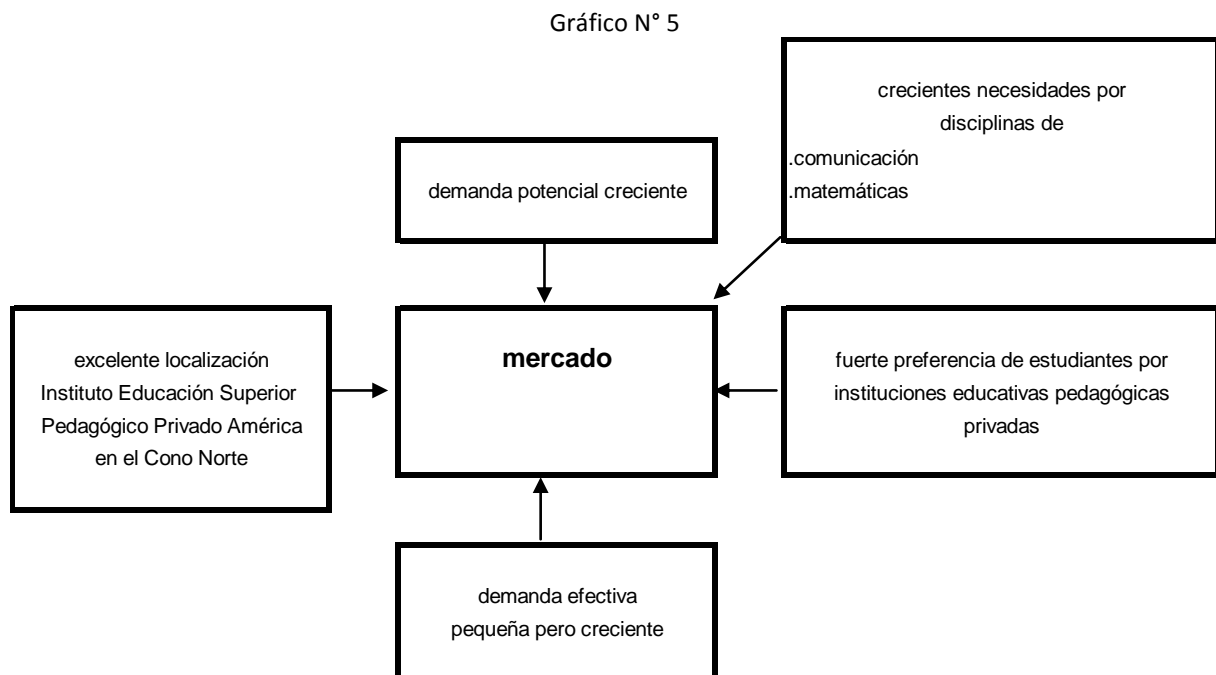 Gráfico N° 5
crecientes necesidades por
disciplinas de
.comunicación
.matemáticas
demanda potencial creciente
excelente localización
Instituto Educación Superior
Pedagógico Privado América
en el Cono Norte
mercado
fuerte preferencia de estudiantes por
instituciones educativas pedagógicas
privadas
demanda efectiva
pequeña pero creciente